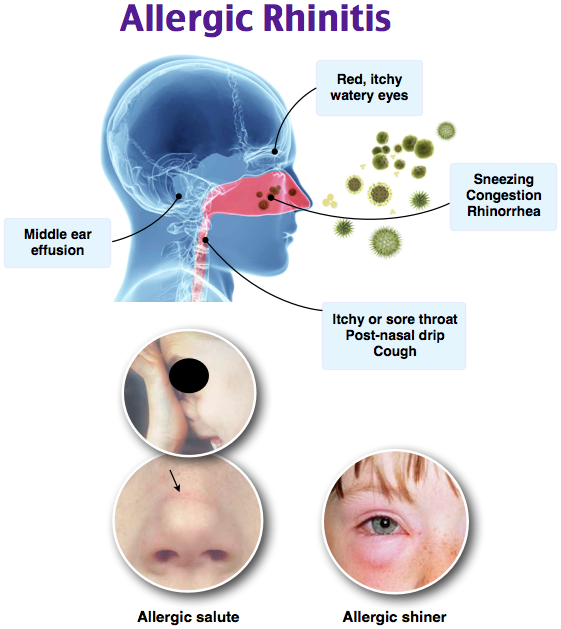 Allergic Rhinitis
Red, itchy
watery eyes
Sneezing
Congestion
Rhinorrhea
Middle ear
effusion
Itchy or sore throat
Post-nasal drip
Cough
Allergic salute
Allergic shiner